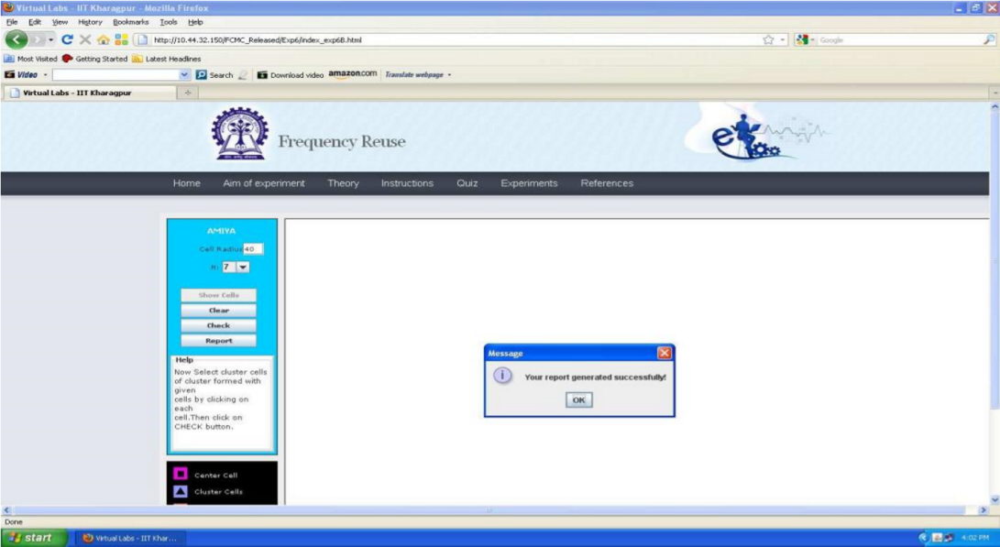 Virtual Labs - IIT Kharagpur - Mozilla Firefox
File Edit View History Bookmarks Tools Help
http://10.44.32.150/FCMC_Released/Exp6/index_exp6B.html
Google
Most Visited Getting Started Latest Headlines
Video Search Download video amazon.com Translate webpage
Virtual Labs - IIT Kharagpur
Frequency Reuse
Home Aim of experiment Theory Instructions Quiz Experiments References
AMIYA
Cell Radius 40
N: 7
Show Cells
Clear
Check
Report
Help
Now Select cluster cells
of cluster formed with
given
cells by clicking on
each
cell.Then click on
CHECK button.
Message
Your report generated successfully!
OK
Center Cell
Cluster Cells
Done
start Virtual Labs - IIT Khar... 4:02 PM